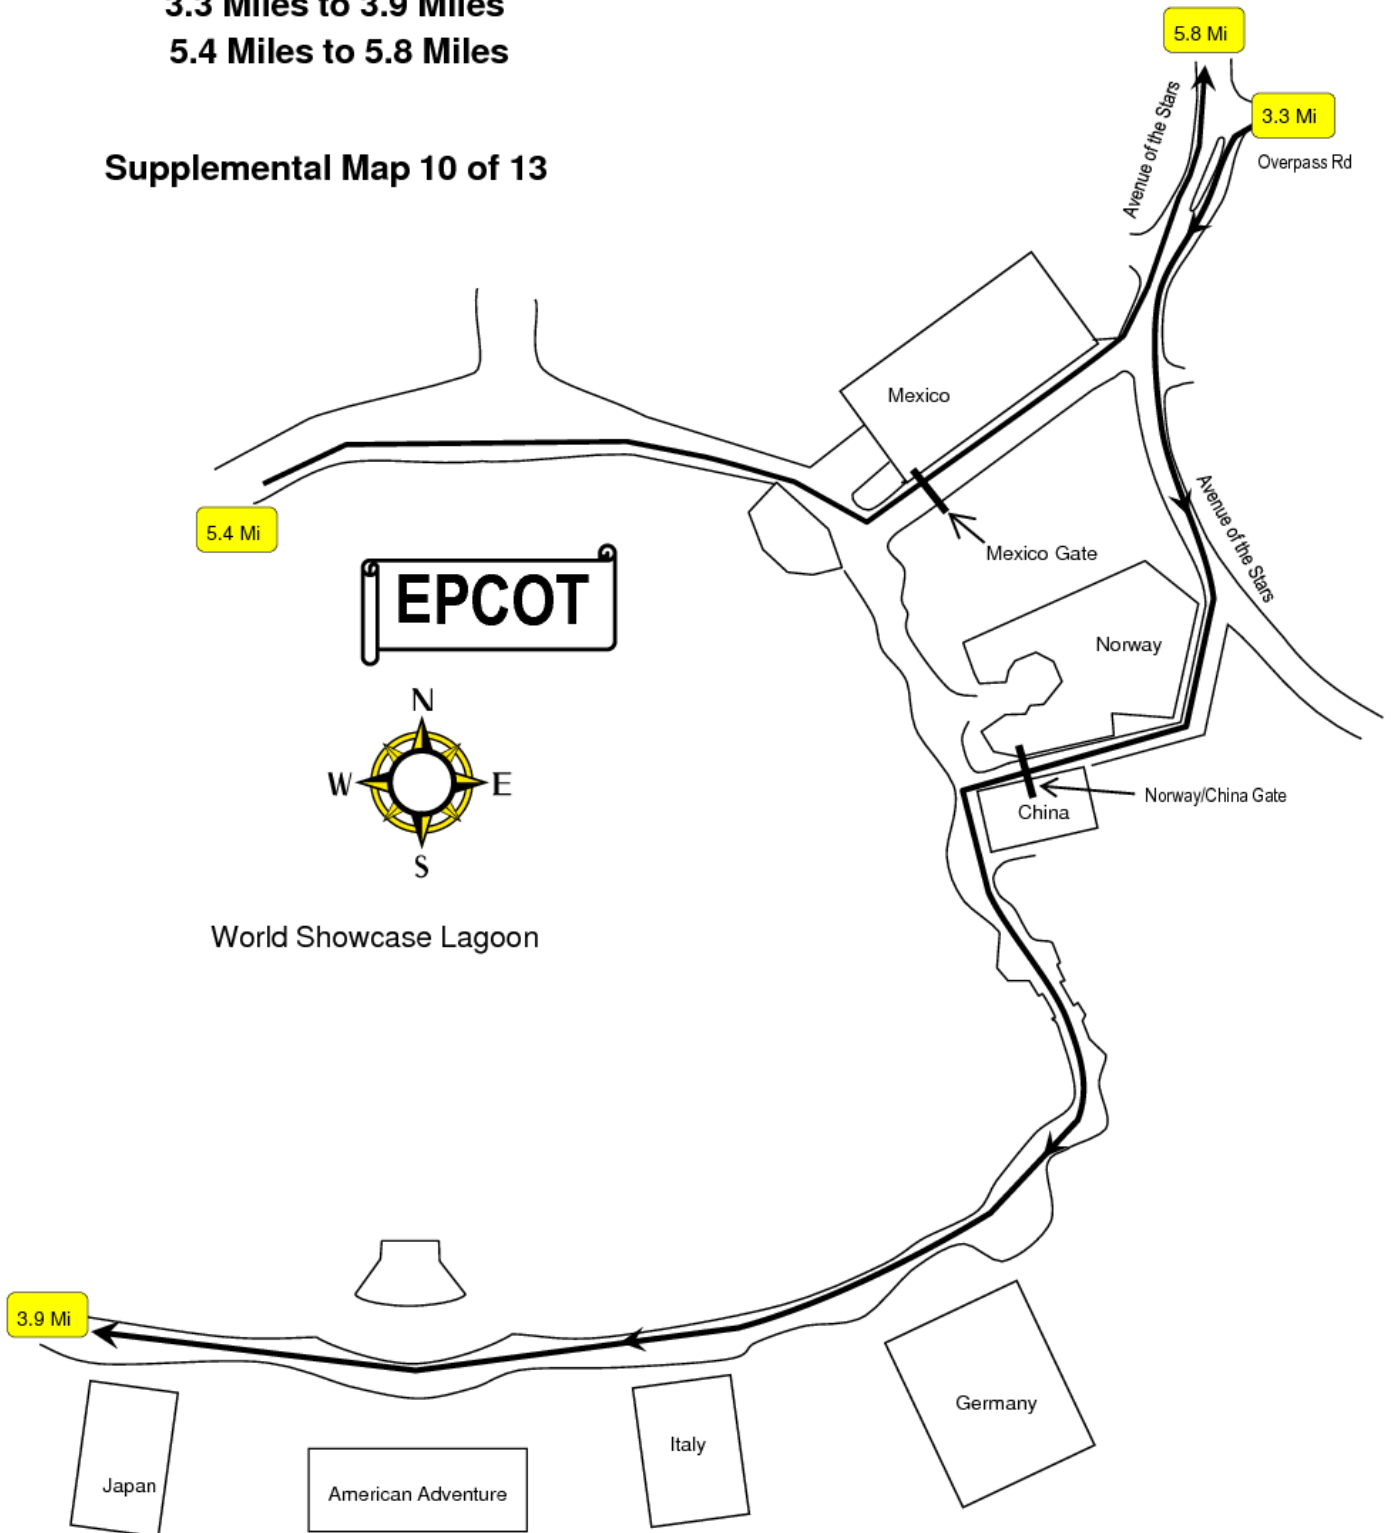 3.3 Miles to 3.9 Miles
5.4 Miles to 5.8 Miles
Supplemental Map 10 of 13
5.8 Mi
3.3 Mi
Overpass Rd
Avenue of the Stars
Mexico
5.4 Mi
Mexico Gate
Avenue of the Stars
EPCOT
Norway
N
W
E
S
Norway/China Gate
China
World Showcase Lagoon
3.9 Mi
Germany
Italy
Japan
American Adventure